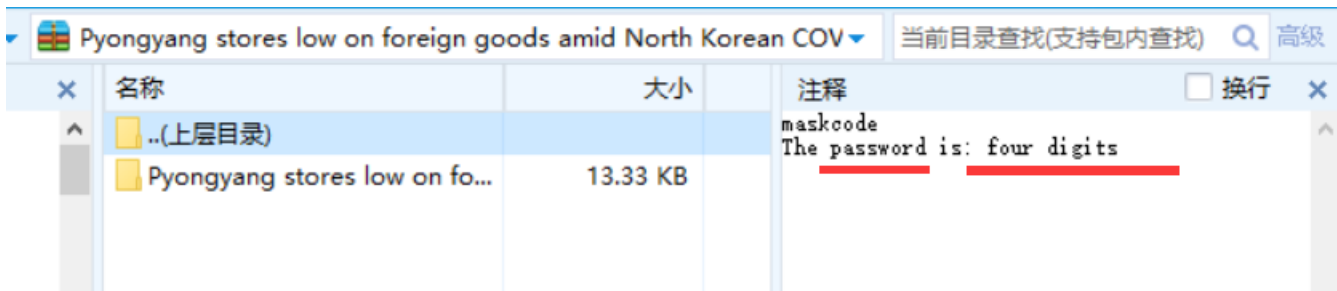 Pyongyang stores low on foreign goods amid North Korean COV
当前目录查找(支持包内查找)
高级
名称
大小
注释
换行
..(上层目录)
maskcode
The password is: four digits
Pyongyang stores low on fo...
13.33 KB